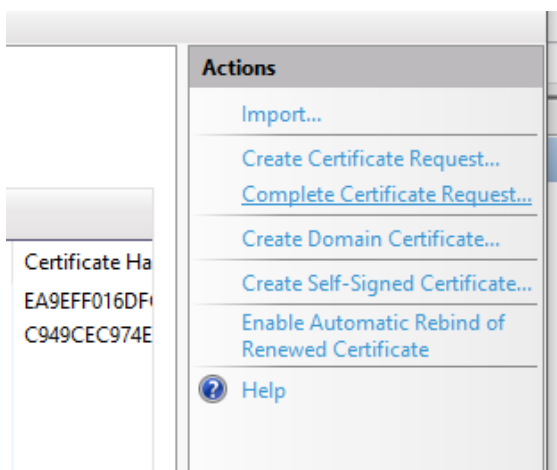 Actions
Import...
Create Certificate Request...
Complete Certificate Request...
Create Domain Certificate...
Create Self-Signed Certificate...
Enable Automatic Rebind of
Renewed Certificate
Help
Certificate Ha
EA9EFF016DF
C949CEC974E